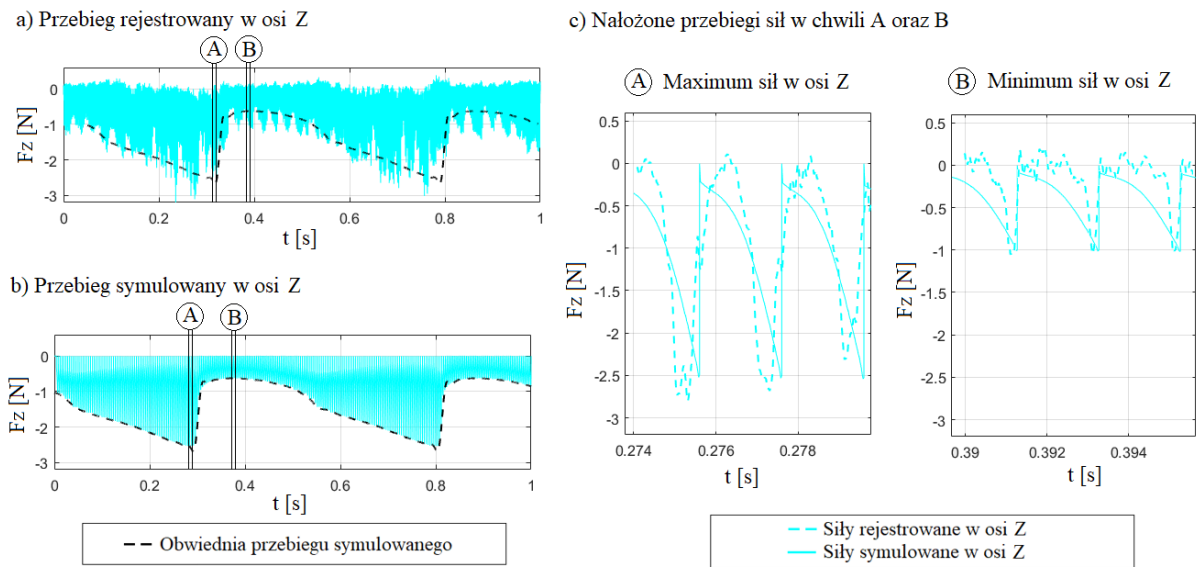 a) Przebieg rejestrowany w osi Z
A B
0
-1
-2
-3
Fz [N]
0 0.2 0.4 0.6 0.8 1
t [s]
b) Przebieg symulowany w osi Z
A B
0
-1
-2
-3
Fz [N]
0 0.2 0.4 0.6 0.8 1
t [s]
Obwiednia przebiegu symulowanego
c) Nałożone przebiegi sił w chwili A oraz B
A Maximum sił w osi Z
0.5
0
-0.5
-1
-1.5
-2
-2.5
-3
Fz [N]
0.274 0.276 0.278
t [s]
B Minimum sił w osi Z
0.5
0
-0.5
-1
-1.5
-2
-2.5
-3
Fz [N]
0.39 0.392 0.394
t [s]
Siły rejestrowane w osi Z
Siły symulowane w osi Z